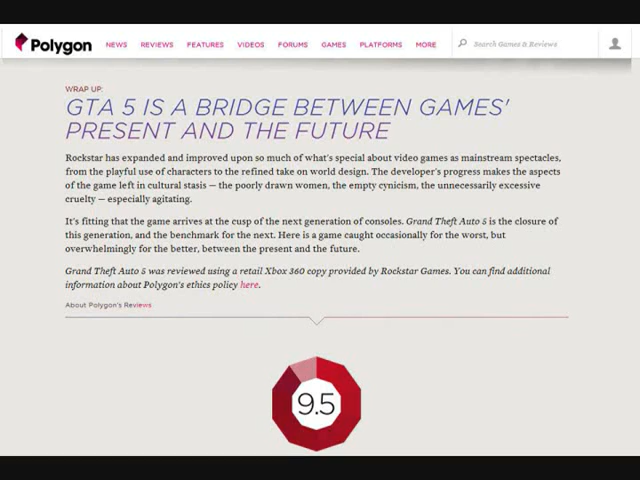 Polygon NEWS REVIEWS FEATURES VIDEOS FORUMS GAMES PLATFORMS MORE Search Games & Reviews
WRAP UP:
GTA 5 IS A BRIDGE BETWEEN GAMES'
PRESENT AND THE FUTURE
Rockstar has expanded and improved upon so much of what's special about video games as mainstream spectacles,
from the playful use of characters to the refined take on world design. The developer's progress makes the aspects
of the game left in cultural stasis — the poorly drawn women, the empty cynicism, the unnecessarily excessive
cruelty — especially agitating.
It's fitting that the game arrives at the cusp of the next generation of consoles. Grand Theft Auto 5 is the closure of
this generation, and the benchmark for the next. Here is a game caught occasionally for the worst, but
overwhelmingly for the better, between the present and the future.
Grand Theft Auto 5 was reviewed using a retail Xbox 360 copy provided by Rockstar Games. You can find additional
information about Polygon's ethics policy here.
About Polygon's Reviews
9.5